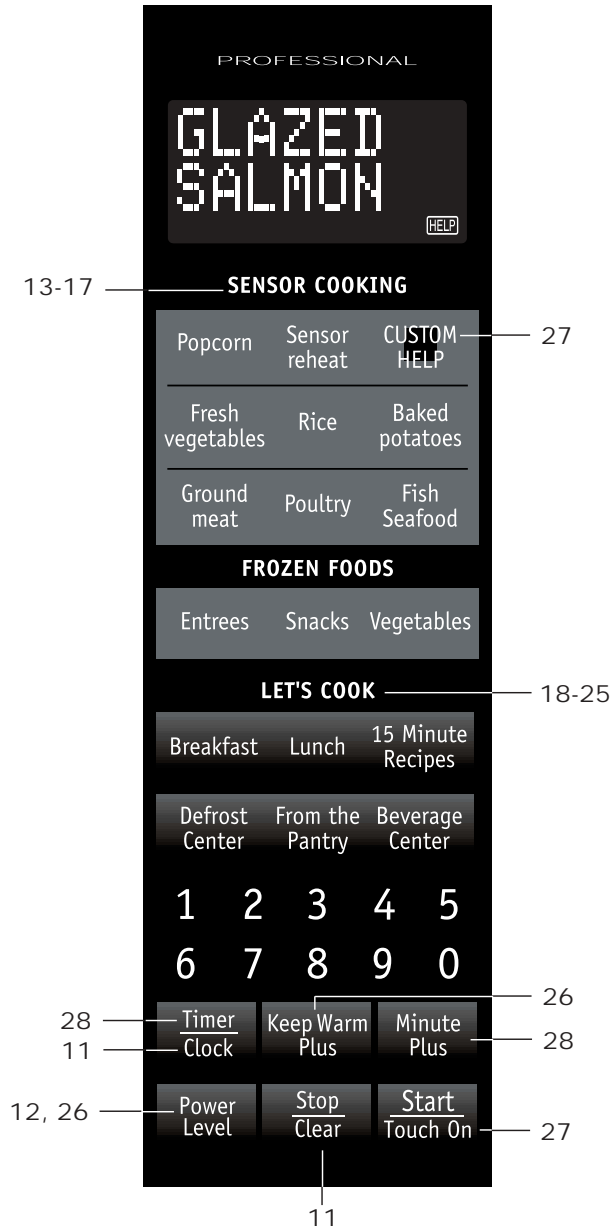 PROFESSIONAL
GLAZED
SALMON
HELP
13-17 SENSOR COOKING
Popcorn Sensor reheat CUSTOM HELP 27
Fresh vegetables Rice Baked potatoes
Ground meat Poultry Fish Seafood
FROZEN FOODS
Entrees Snacks Vegetables
LET'S COOK 18-25
Breakfast Lunch 15 Minute Recipes
Defrost Center From the Pantry Beverage Center
1 2 3 4 5
6 7 8 9 0
26
28 Timer Keep Warm Minute
11 Clock Plus Plus 28
12, 26 Power Level Stop Clear Start Touch On 27
11